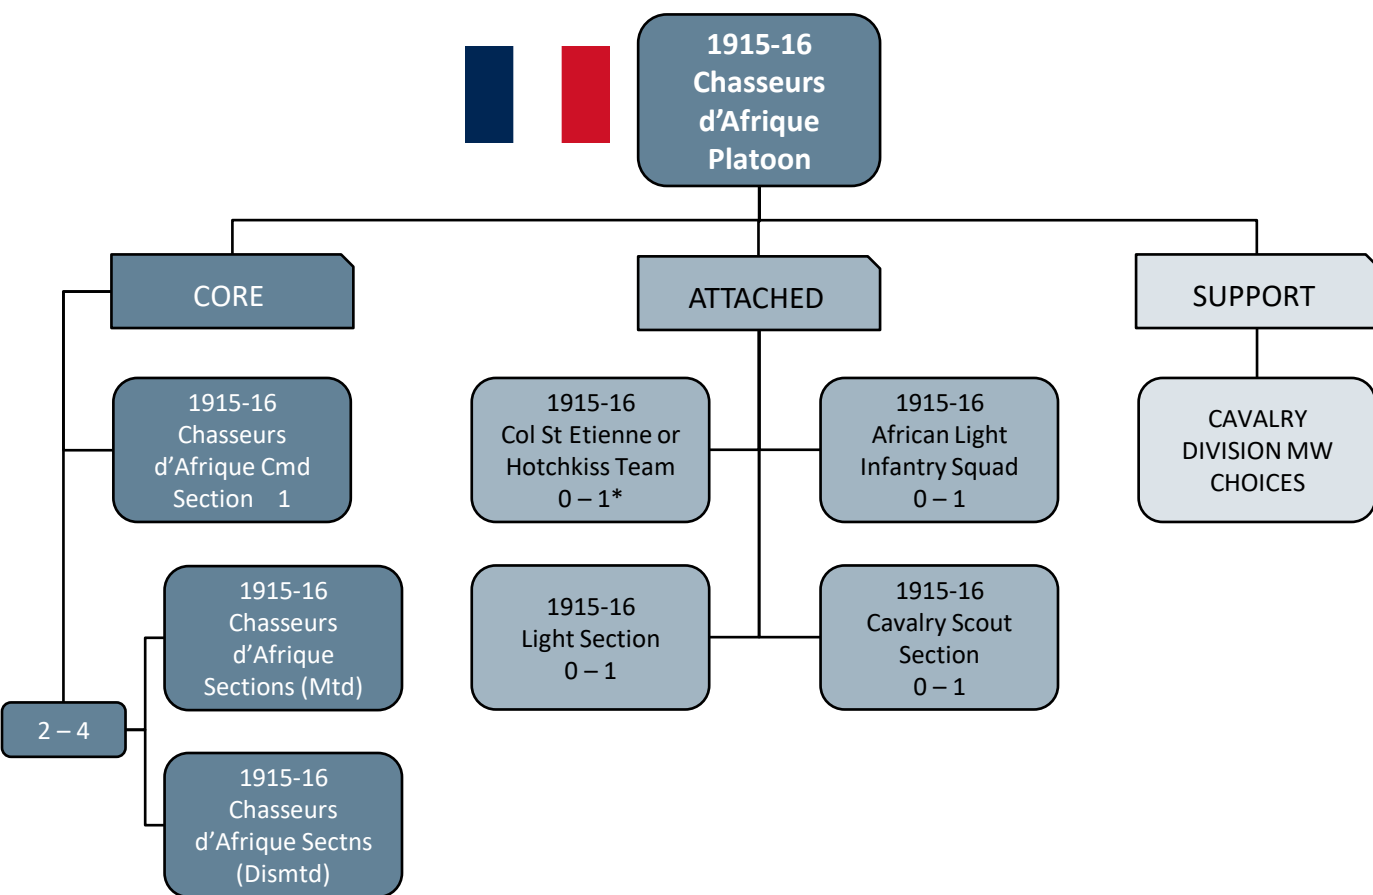 1915-16
Chasseurs
d’Afrique
Platoon
CORE
ATTACHED
SUPPORT
1915-16
Chasseurs
d’Afrique Cmd
Section 1
1915-16
Col St Etienne or
Hotchkiss Team
0 – 1*
1915-16
African Light
Infantry Squad
0 – 1
CAVALRY
DIVISION MW
CHOICES
1915-16
Chasseurs
d’Afrique
Sections (Mtd)
1915-16
Light Section
0 – 1
1915-16
Cavalry Scout
Section
0 – 1
2 – 4
1915-16
Chasseurs
d’Afrique Sectns
(Dismtd)